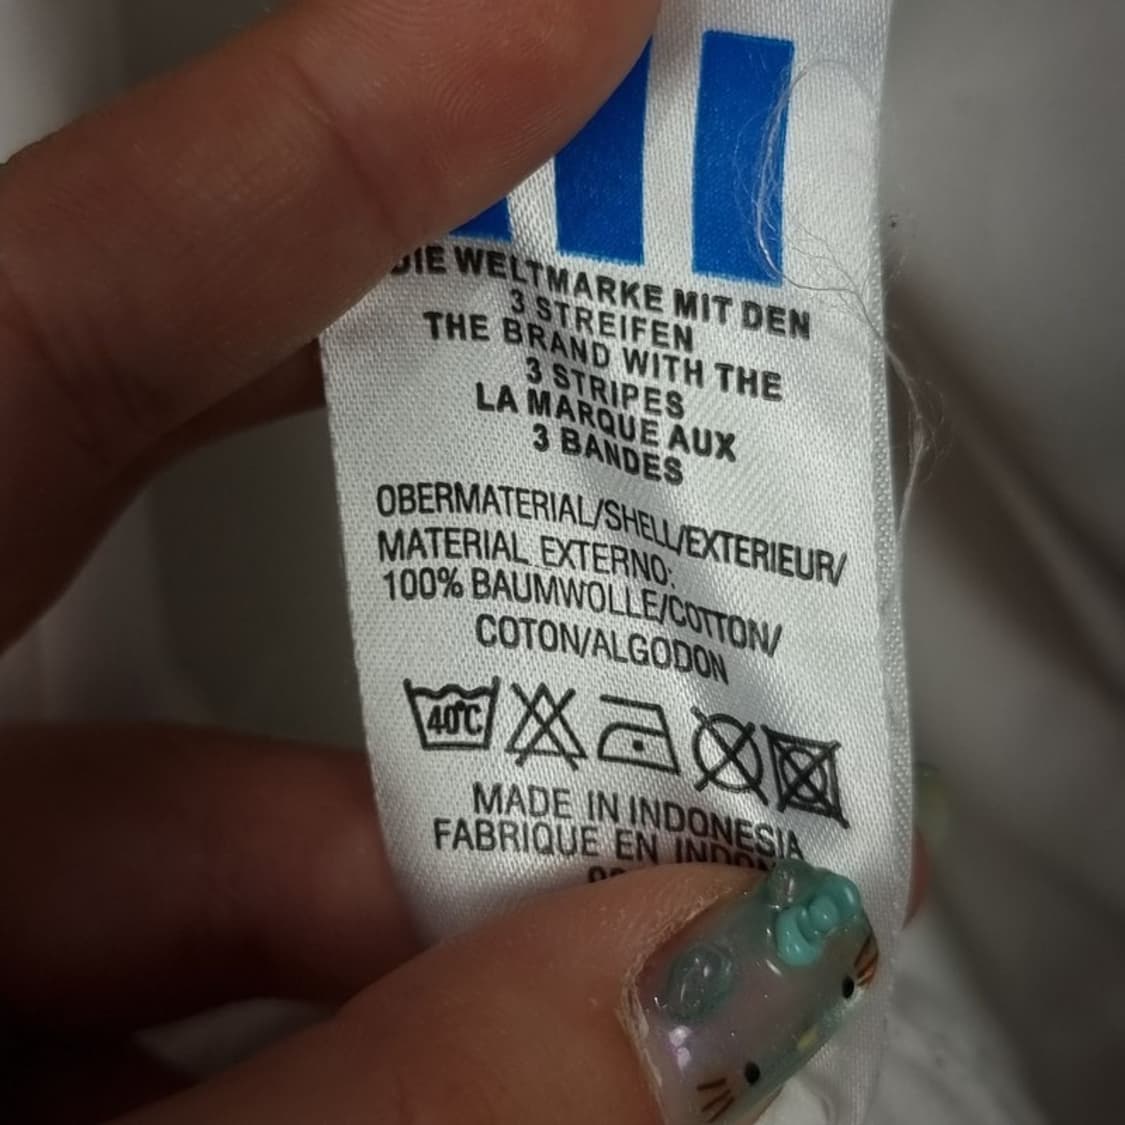 DIE WELTMARKE MIT DEN
3 STREIFEN
THE BRAND WITH THE
3 STRIPES
LA MARQUE AUX
3 BANDES
OBERMATERIAL/SHELL/EXTERIEUR/
MATERIAL EXTERNO:
100% BAUMWOLLE/COTTON/
COTON/ALGODON
40°C
MADE IN INDONESIA
FABRIQUE EN